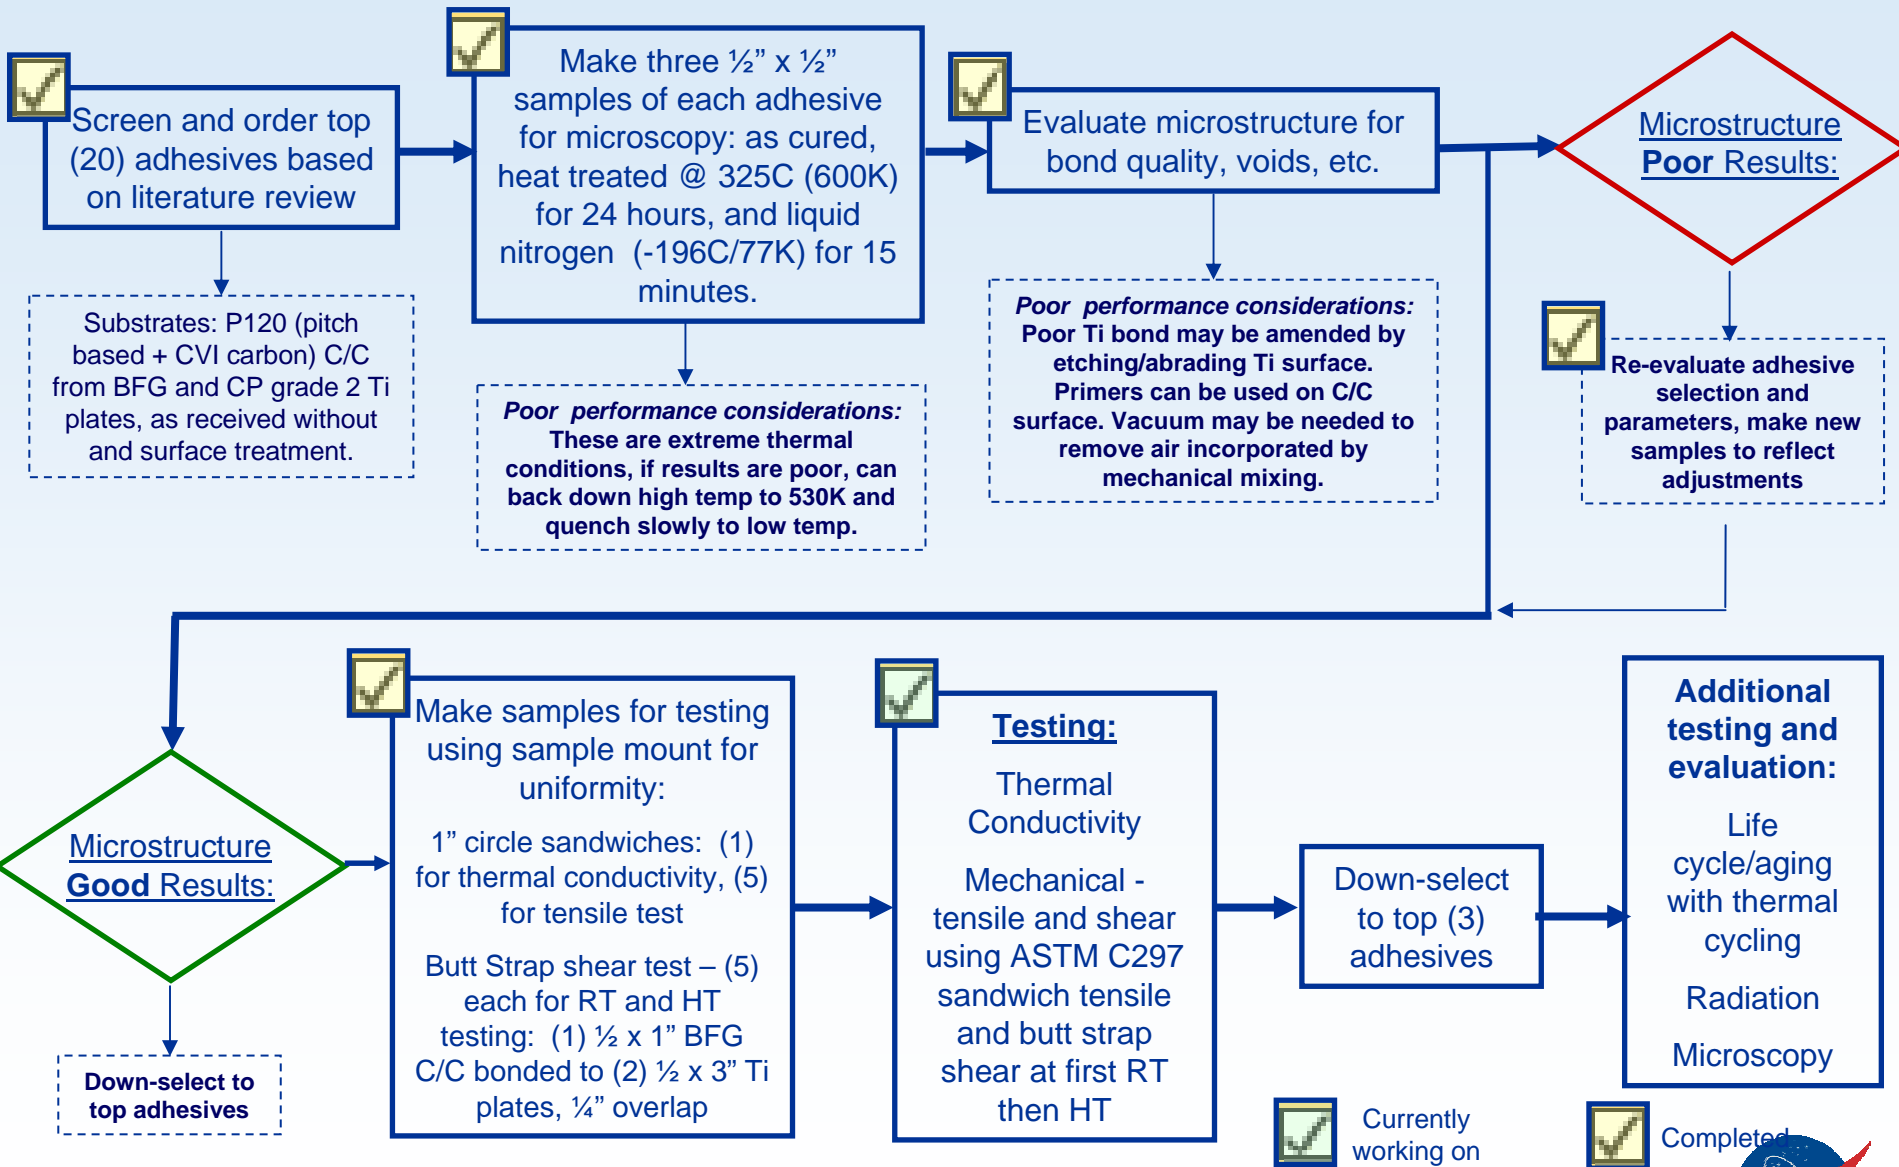 Screen and order top
(20) adhesives based
on literature review
Make three ½” x ½”
samples of each adhesive
for microscopy: as cured,
heat treated @ 325C (600K)
for 24 hours, and liquid
nitrogen (-196C/77K) for 15
minutes.
Evaluate microstructure for
bond quality, voids, etc.
Microstructure
Poor Results:
Substrates: P120 (pitch
based + CVI carbon) C/C
from BFG and CP grade 2 Ti
plates, as received without
and surface treatment.
Poor performance considerations:
These are extreme thermal
conditions, if results are poor, can
back down high temp to 530K and
quench slowly to low temp.
Poor performance considerations:
Poor Ti bond may be amended by
etching/abrading Ti surface.
Primers can be used on C/C
surface. Vacuum may be needed to
remove air incorporated by
mechanical mixing.
Re-evaluate adhesive
selection and
parameters, make new
samples to reflect
adjustments
Microstructure
Good Results:
Down-select to
top adhesives
Make samples for testing
using sample mount for
uniformity:
1” circle sandwiches: (1)
for thermal conductivity, (5)
for tensile test
Butt Strap shear test – (5)
each for RT and HT
testing: (1) ½ x 1” BFG
C/C bonded to (2) ½ x 3” Ti
plates, ¼” overlap
Testing:
Thermal
Conductivity
Mechanical -
tensile and shear
using ASTM C297
sandwich tensile
and butt strap
shear at first RT
then HT
Down-select
to top (3)
adhesives
Additional
testing and
evaluation:
Life
cycle/aging
with thermal
cycling
Radiation
Microscopy
Currently
working on
Completed